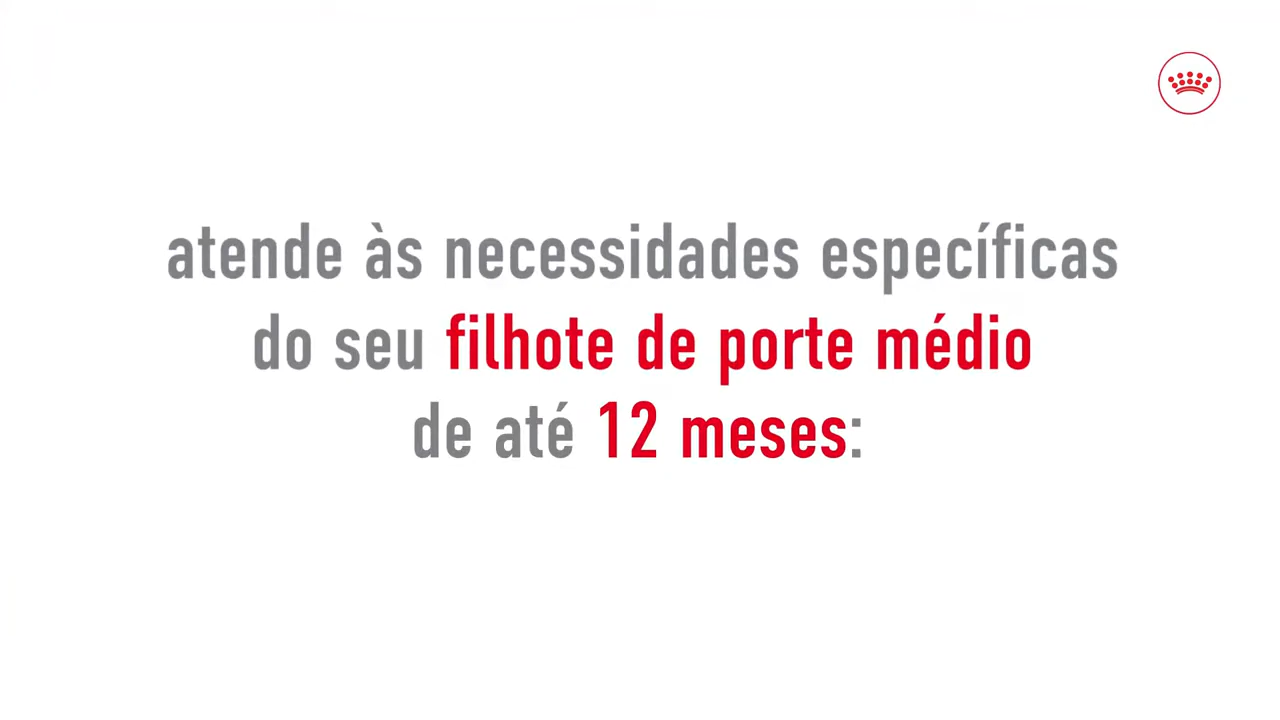 atende às necessidades específicas
do seu filhote de porte médio
de até 12 meses: